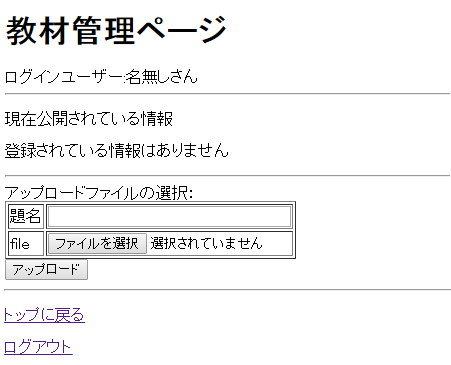 教材管理ページ
ログインユーザー:名無しさん
現在公開されている情報
登録されている情報はありません
アップロードファイルの選択:
題名
file ファイルを選択 選択されていません
アップロード
トップに戻る
ログアウト